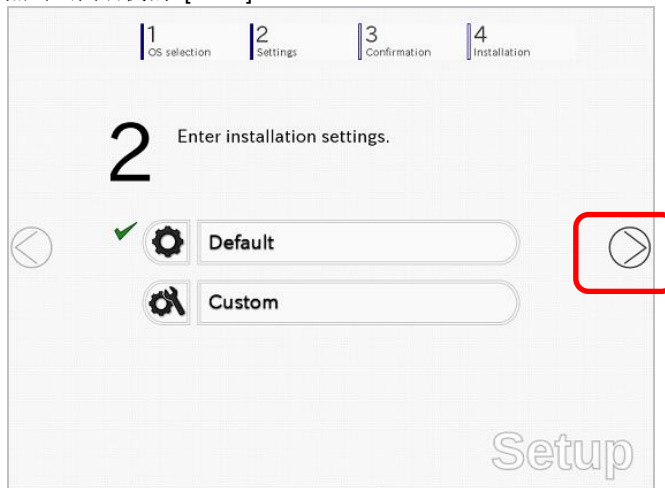 1 2 3 4
OS selection Settings Confirmation Installation
2 Enter installation settings.
Default
Custom
Setup